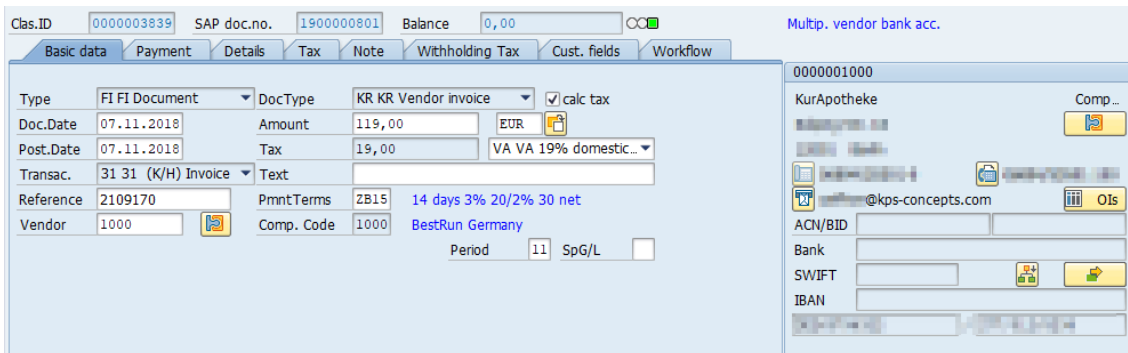 Clas.ID 0000003839 SAP doc.no. 1900000801 Balance 0,00 Multip. vendor bank acc.
Basic data Payment Details Tax Note Withholding Tax Cust. fields Workflow
0000001000
Type FI FI Document DocType KR KR Vendor invoice calc tax
KurApotheke Comp...
Doc.Date 07.11.2018 Amount 119,00 EUR
Post.Date 07.11.2018 Tax 19,00 VA VA 19% domestic...
Transac. 31 31 (K/H) Invoice Text
Reference 2109170 PmntTerms ZB15 14 days 3% 20/2% 30 net
@kps-concepts.com OIs
Vendor 1000 Comp. Code 1000 BestRun Germany
ACN/BID
Period 11 SpG/L
Bank
SWIFT
IBAN